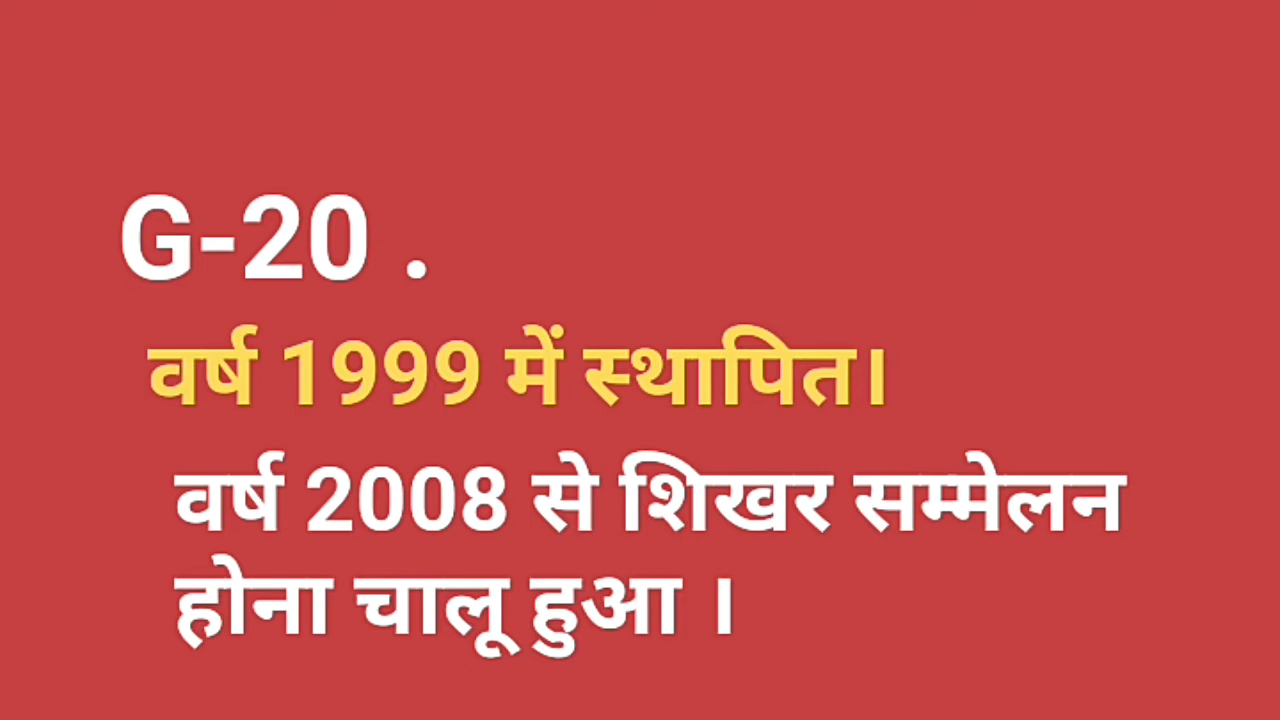 G-20 .
वर्ष 1999 में स्थापित।
वर्ष 2008 से शिखर सम्मेलन
होना चालू हुआ ।